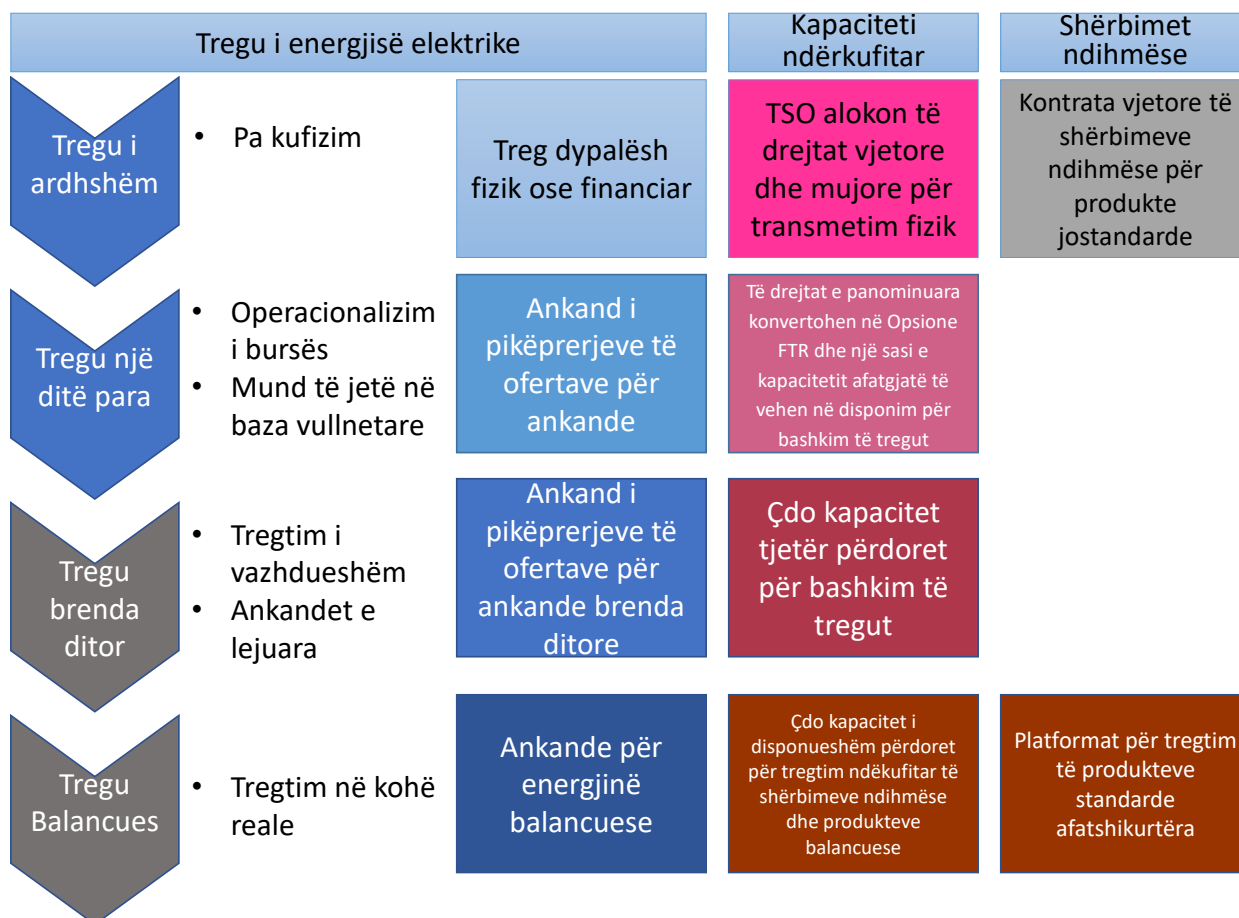 Tregu i energjisë elektrike
Kapaciteti
ndërkufitar
Shërbimet
ndihmëse
Tregu i
ardhshëm
• Pa kufizim
Treg dypalësh
fizik ose financiar
TSO alokon të
drejtat vjetore
dhe mujore për
transmetim fizik
Kontrata vjetore të
shërbimeve
ndihmëse për
produkte
jostandarde
Tregu një
ditë para
• Operacionalizim
i bursës
• Mund të jetë në
baza vullnetare
Ankand i
pikëprerjeve të
ofertave për
ankande
Të drejtat e panominuara
konvertohen në Opsione
FTR dhe një sasi e
kapacitetit afatgjatë të
vehen në disponim për
bashkim të tregut
Tregu
brenda
ditor
• Tregtim i
vazhdueshëm
• Ankandet e
lejuara
Ankand i
pikëprerjeve të
ofertave për
ankande brenda
ditore
Çdo kapacitet
tjetër përdoret
për bashkim të
tregut
Tregu
Balancues
• Tregtim në kohë
reale
Ankande për
energjinë
balancuese
Çdo kapacitet i
disponueshëm përdoret
për tregtim ndëkufitar të
shërbimeve ndihmëse
dhe produkteve
balancuese
Platformat për tregtim
të produkteve
standarde
afatshikurtëra